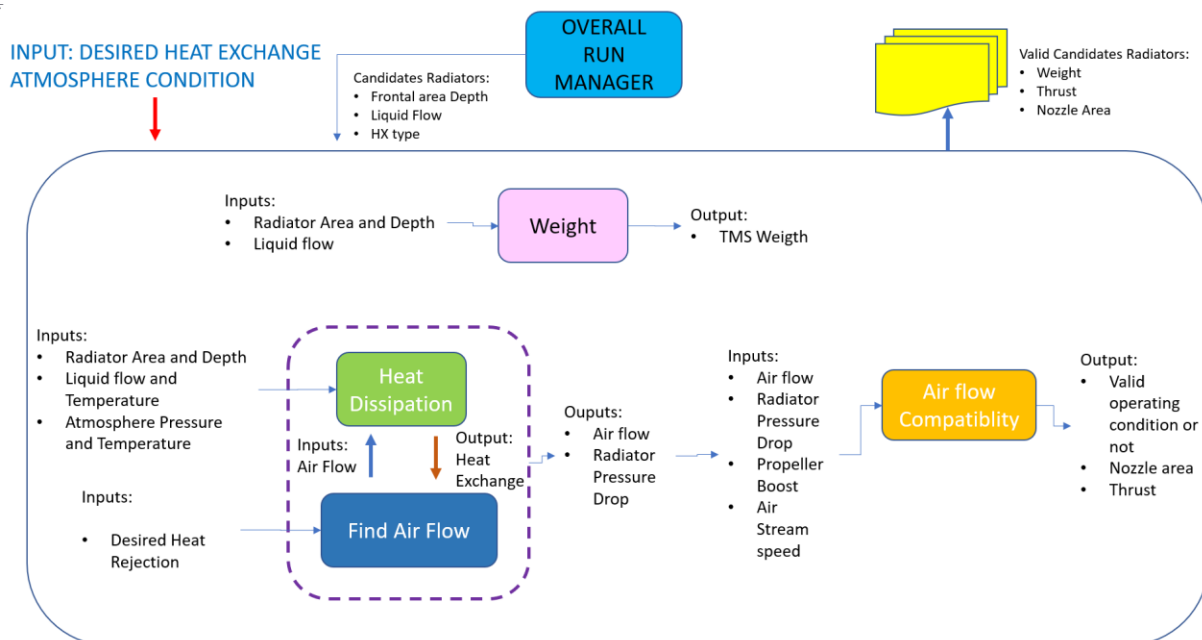 INPUT: DESIRED HEAT EXCHANGE
ATMOSPHERE CONDITION
OVERALL
RUN
MANAGER
Candidates Radiators:
• Frontal area Depth
• Liquid Flow
• HX type
Valid Candidates Radiators:
• Weight
• Thrust
• Nozzle Area
Inputs:
• Radiator Area and Depth
• Liquid flow
Weight
Output:
• TMS Weigth
Inputs:
• Radiator Area and Depth
• Liquid flow and
Temperature
• Atmosphere Pressure
and Temperature
Heat
Dissipation
Inputs:
Air Flow
Output:
Heat
Exchange
Inputs:
• Desired Heat
Rejection
Find Air Flow
Ouputs:
• Air flow
• Radiator
Pressure
Drop
Inputs:
• Air flow
• Radiator
Pressure
Drop
• Propeller
Boost
• Air
Stream
speed
Air flow
Compatiblity
Output:
• Valid
operating
condition or
not
• Nozzle area
• Thrust